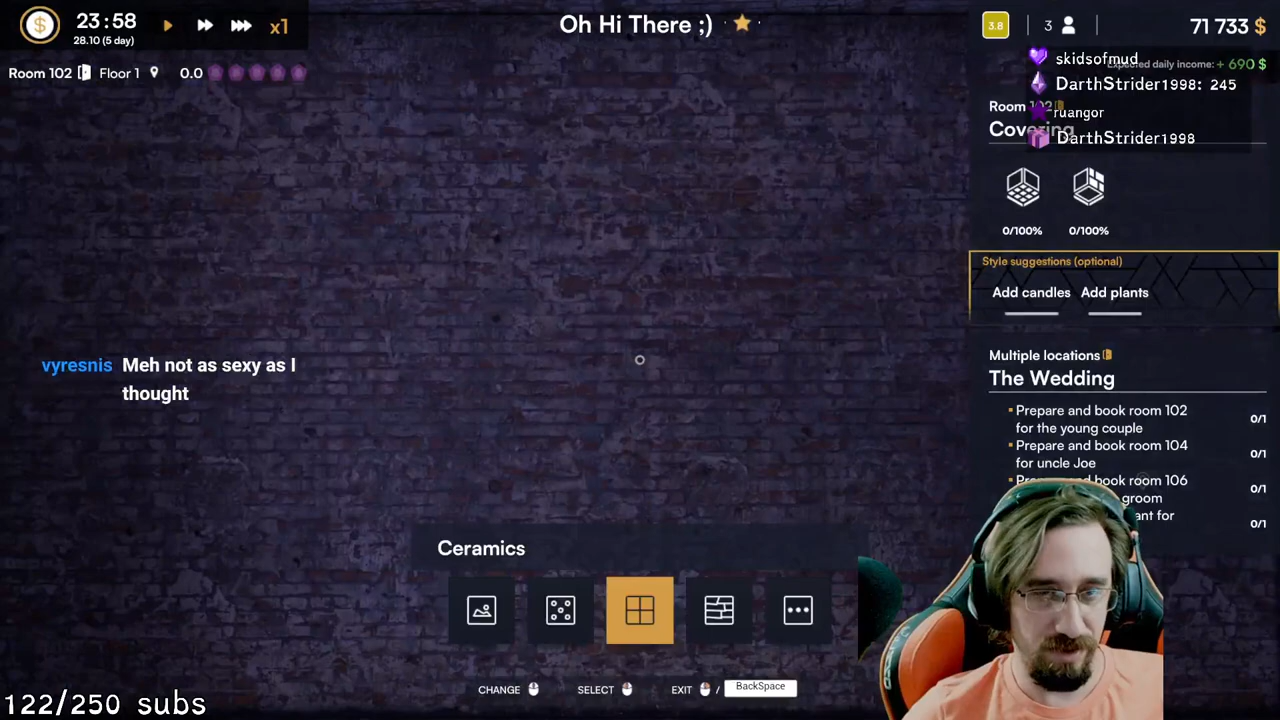 23:58
28.10 (5 day)
x1
Oh Hi There ;)
3.8
3
71 733 $
Room 102
Floor 1
0.0
skidsofmud
Expected daily income: + 690 $
DarthStrider1998: 245
Room 102
ruangor
Covering
DarthStrider1998
0/100%
0/100%
Style suggestions (optional)
Add candles
Add plants
Multiple locations
The Wedding
Prepare and book room 102
for the young couple
0/1
Prepare and book room 104
for uncle Joe
0/1
book room 106
groom
0/1
0/1
vyresnis Meh not as sexy as I
thought
Ceramics
CHANGE
SELECT
EXIT
/
BackSpace
122/250 subs